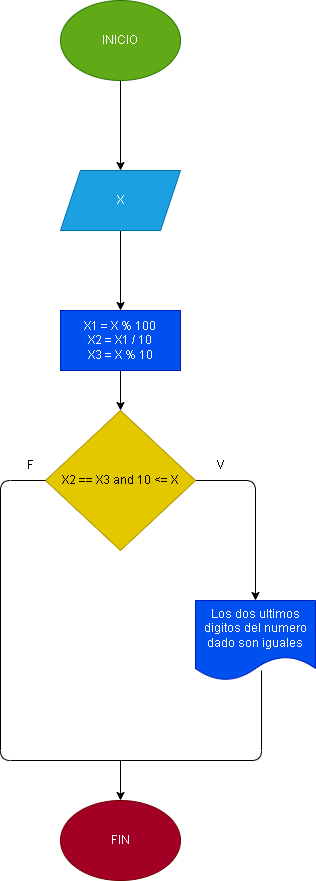 INICIO
X
X1 = X % 100
X2 = X1 / 10
X3 = X % 10
F
V
X2 == X3 and 10 <= X
Los dos ultimos
digitos del numero
dado son iguales
FIN